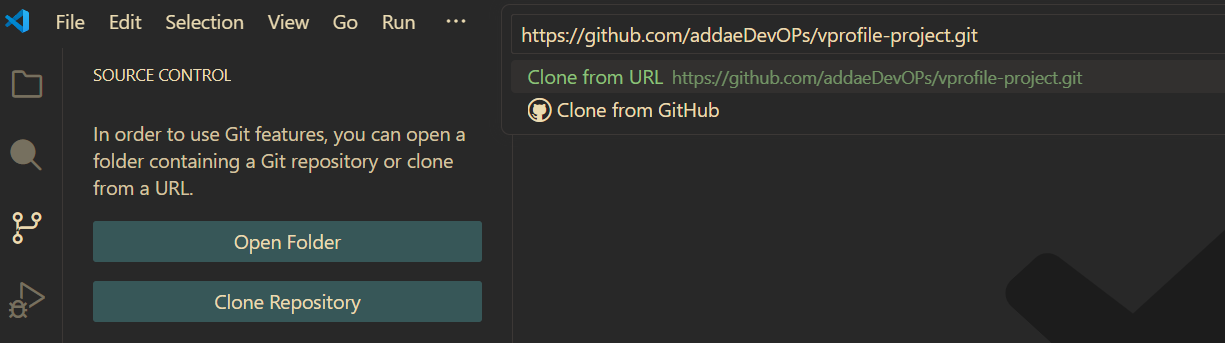 File Edit Selection View Go Run ···
https://github.com/addaeDevOPs/vprofile-project.git
SOURCE CONTROL
Clone from URL https://github.com/addaeDevOPs/vprofile-project.git
Clone from GitHub
In order to use Git features, you can open a
folder containing a Git repository or clone
from a URL.
Open Folder
Clone Repository